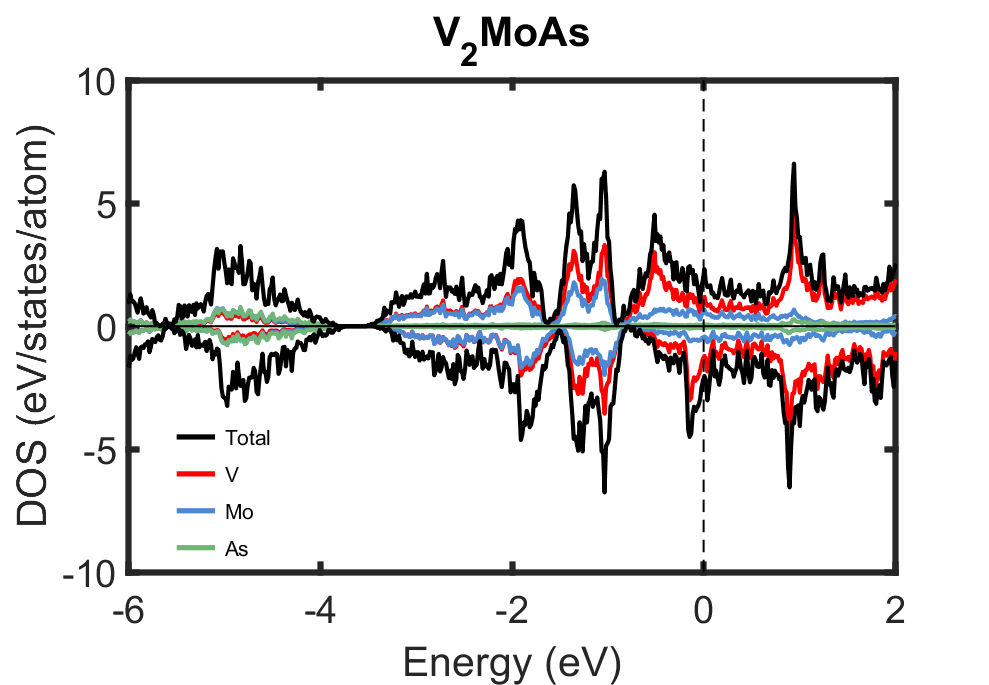 V₂MoAs
10
5
0
-5
-10
DOS (eV/states/atom)
Total
V
Mo
As
-6 -4 -2 0 2
Energy (eV)